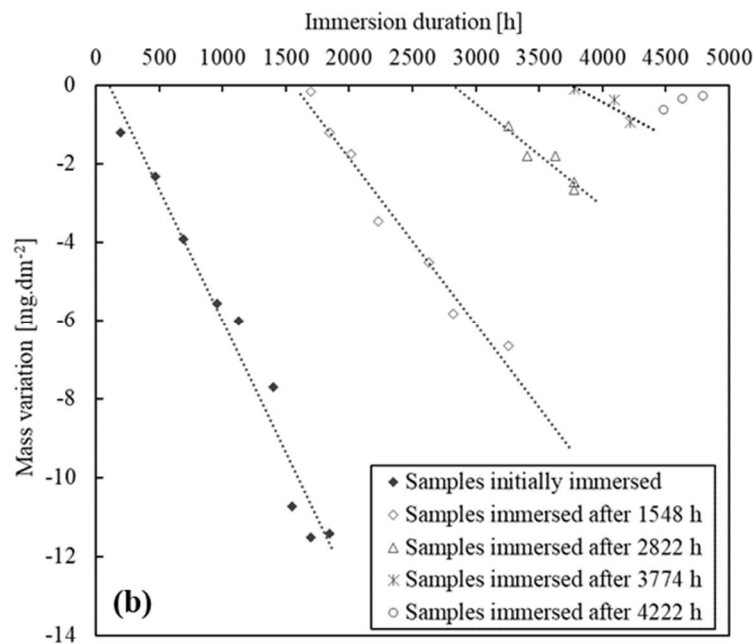 Immersion duration [h]
0 500 1000 1500 2000 2500 3000 3500 4000 4500 5000
0
-2
-4
-6
-8
-10
-12
-14
Mass variation [mg.dm-2]
Samples initially immersed
Samples immersed after 1548 h
Samples immersed after 2822 h
Samples immersed after 3774 h
Samples immersed after 4222 h
(b)